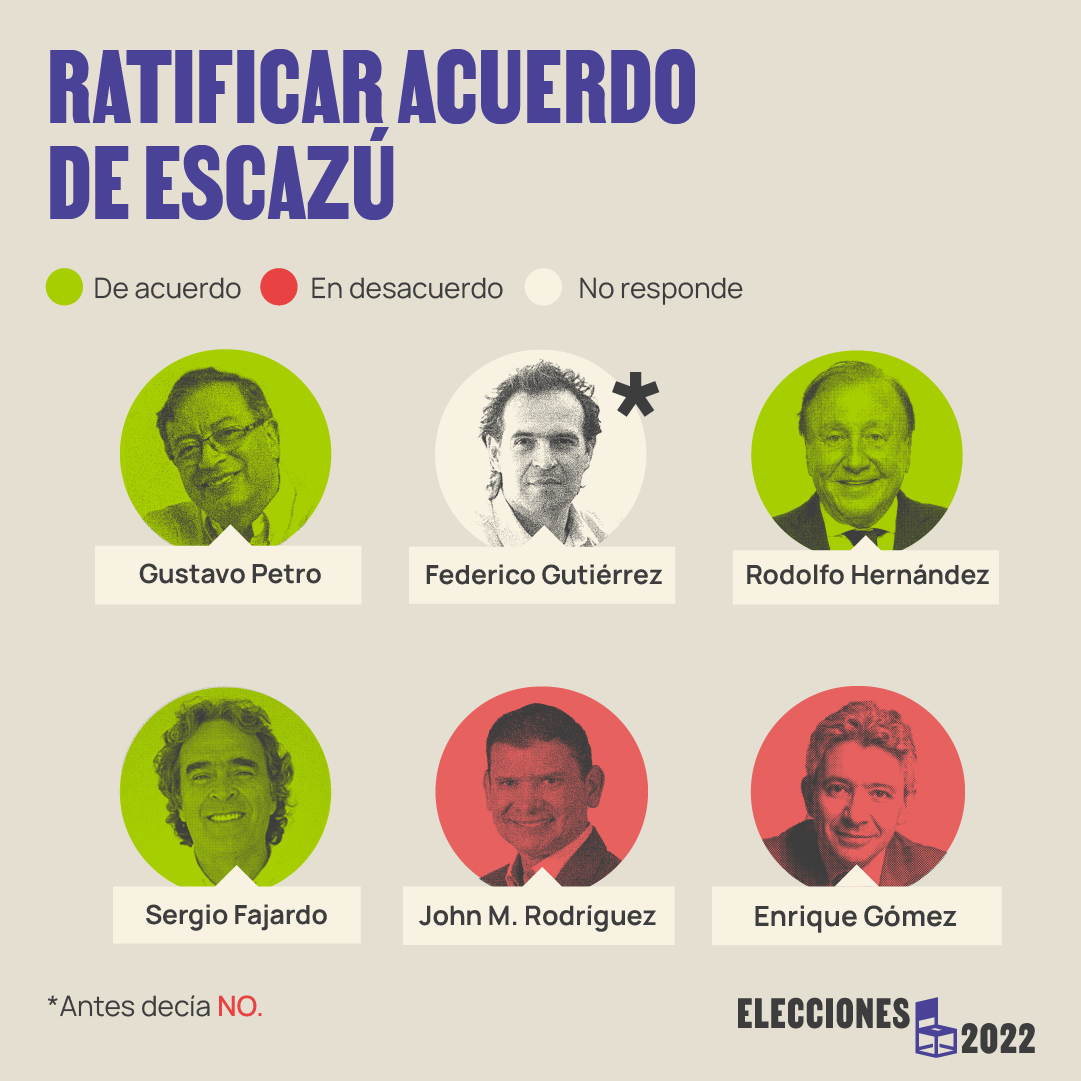 RATIFICAR ACUERDO
DE ESCAZÚ
De acuerdo En desacuerdo No responde
*
Gustavo Petro Federico Gutiérrez Rodolfo Hernández
Sergio Fajardo John M. Rodríguez Enrique Gómez
*Antes decía NO.
ELECCIONES
2022